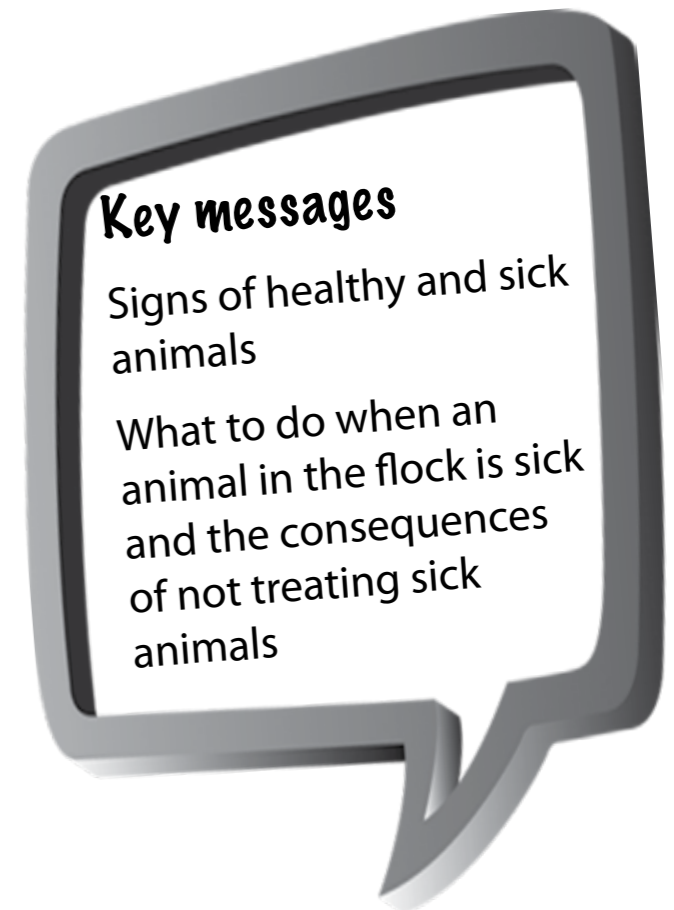 Key messages
Signs of healthy and sick
animals
What to do when an
animal in the flock is sick
and the consequences
of not treating sick
animals